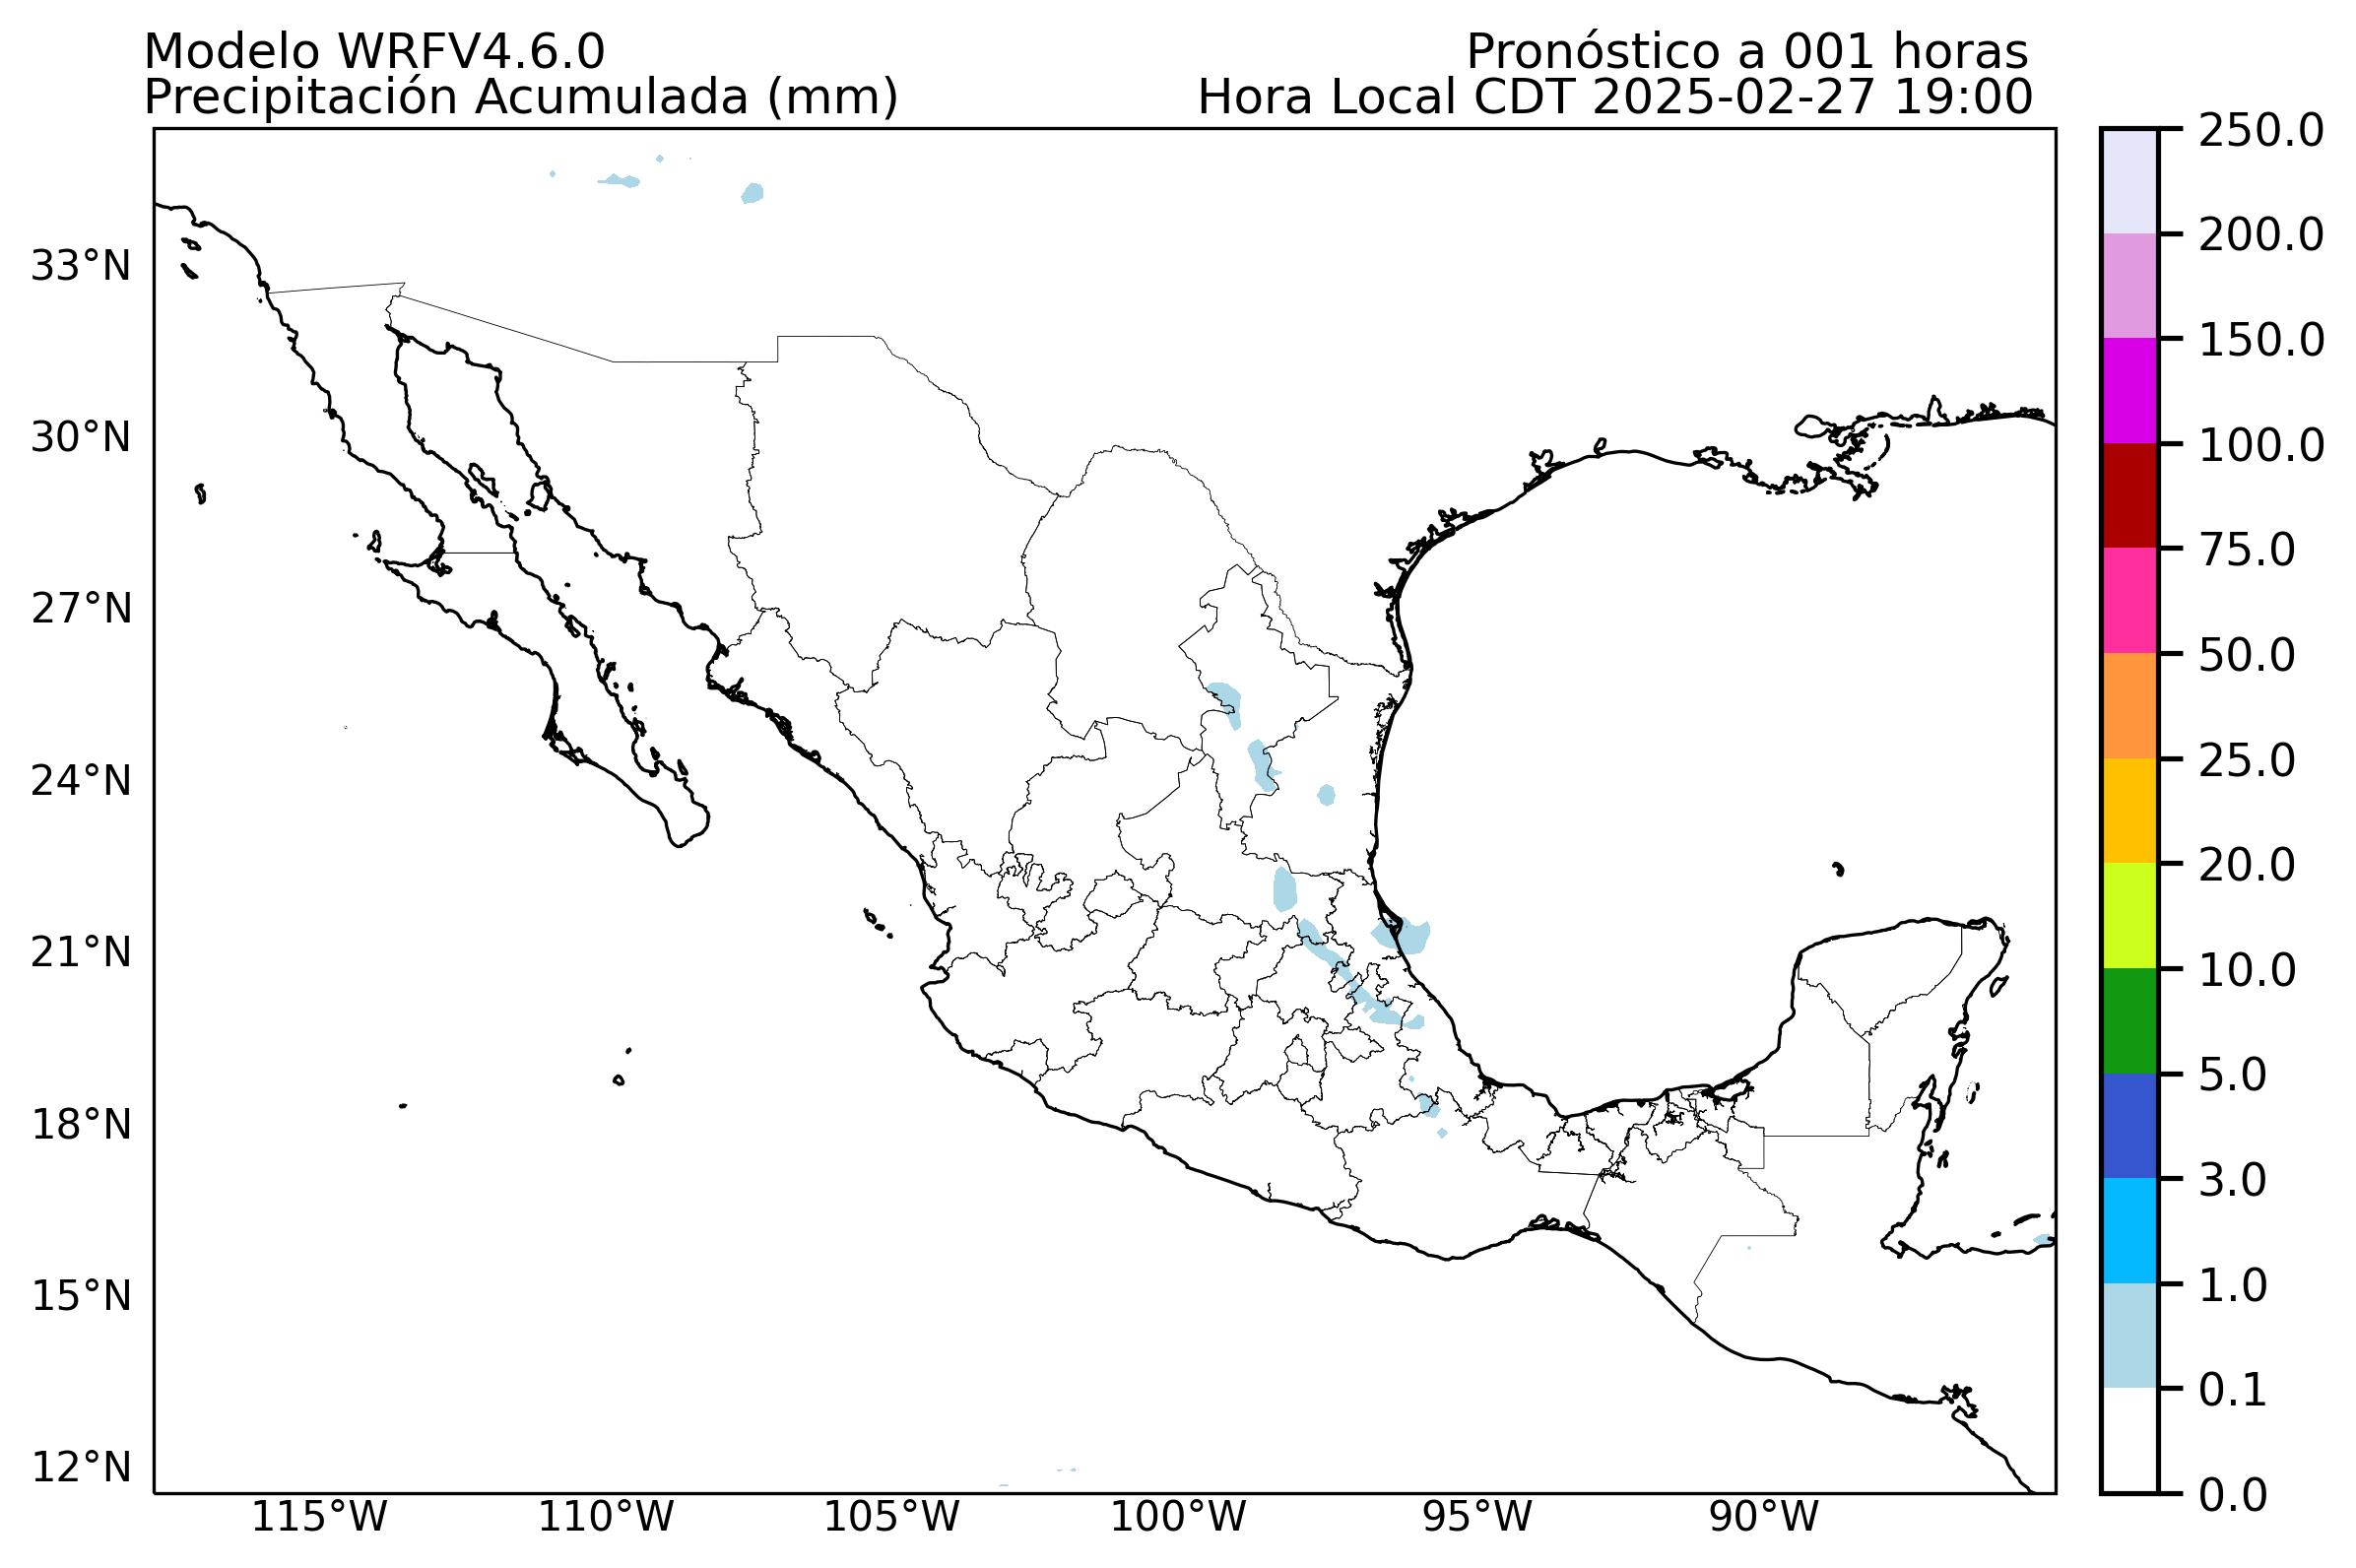 Modelo WRFV4.6.0
Pronóstico a 001 horas
Precipitación Acumulada (mm)
Hora Local CDT 2025-02-27 19:00
33°N
30°N
27°N
24°N
21°N
18°N
15°N
12°N
115°W
110°W
105°W
100°W
95°W
90°W
250.0
200.0
150.0
100.0
75.0
50.0
25.0
20.0
10.0
5.0
3.0
1.0
0.1
0.0